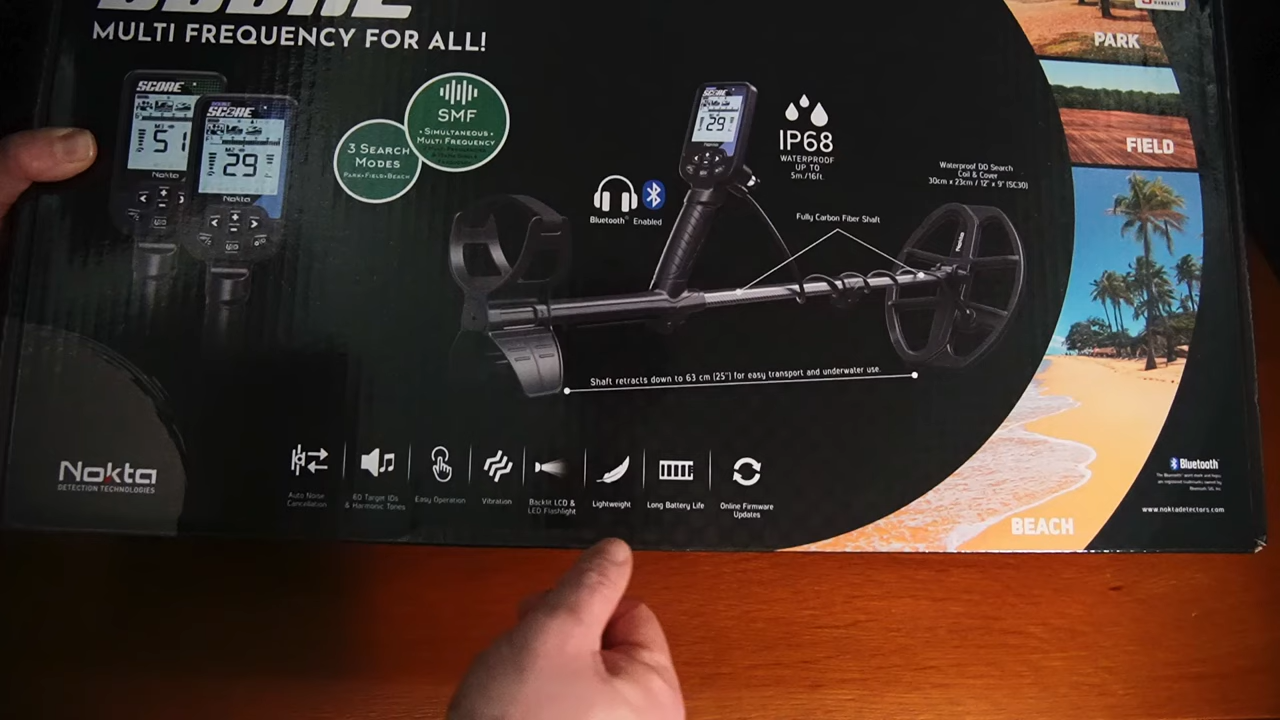 SCORE
MULTI FREQUENCY FOR ALL!
PARK
FIELD
BEACH
SCORE
51
Nokta
SCORE
29
Nokta
3 SEARCH
MODES
PARK•FIELD•BEACH
SMF
• SIMULTANEOUS •
MULTI FREQUENCY
SCORE
29
Nokta
IP68
WATERPROOF
UP TO
5m./16ft.
Bluetooth® Enabled
Fully Carbon Fiber Shaft
Waterproof DD Search
Coil & Cover
30cm x 23cm / 12" x 9" (SC30)
Nokta
Shaft retracts down to 63 cm (25") for easy transport and underwater use.
Nokta
DETECTION TECHNOLOGIES
Auto Noise
Cancellation
60 Target IDs
& Harmonic Tones
Easy Operation
Vibration
Backlit LCD &
LED Flashlight
Lightweight
Long Battery Life
Online Firmware
Updates
Bluetooth®
www.noktadetectors.com